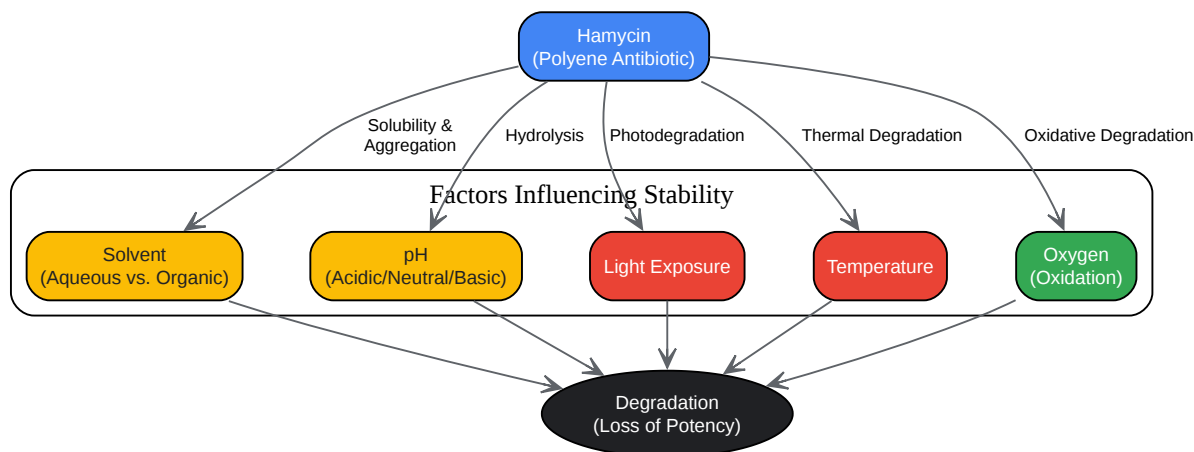 Hamycin
(Polyene Antibiotic)
Solubility &
Aggregation
Hydrolysis
Photodegradation
Thermal Degradation
Oxidative Degradation
Factors Influencing Stability
Solvent
(Aqueous vs. Organic)
pH
(Acidic/Neutral/Basic)
Light Exposure
Temperature
Oxygen
(Oxidation)
Degradation
(Loss of Potency)